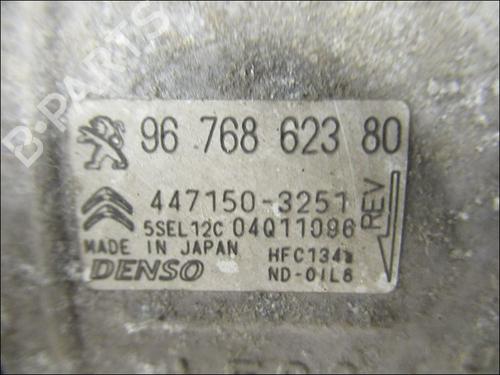 B-PARTS
96 768 623 80
447150-3251
5SEL12C 04Q11096
REV
MADE IN JAPAN HFC134a
DENSO ND-OIL8